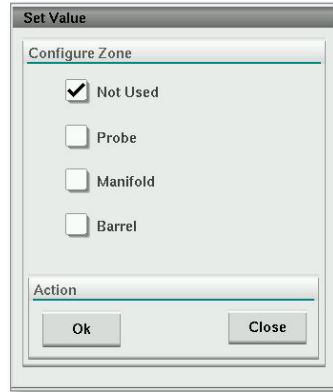 Set Value
Configure Zone
Not Used
Probe
Manifold
Barrel
Action
Ok Close